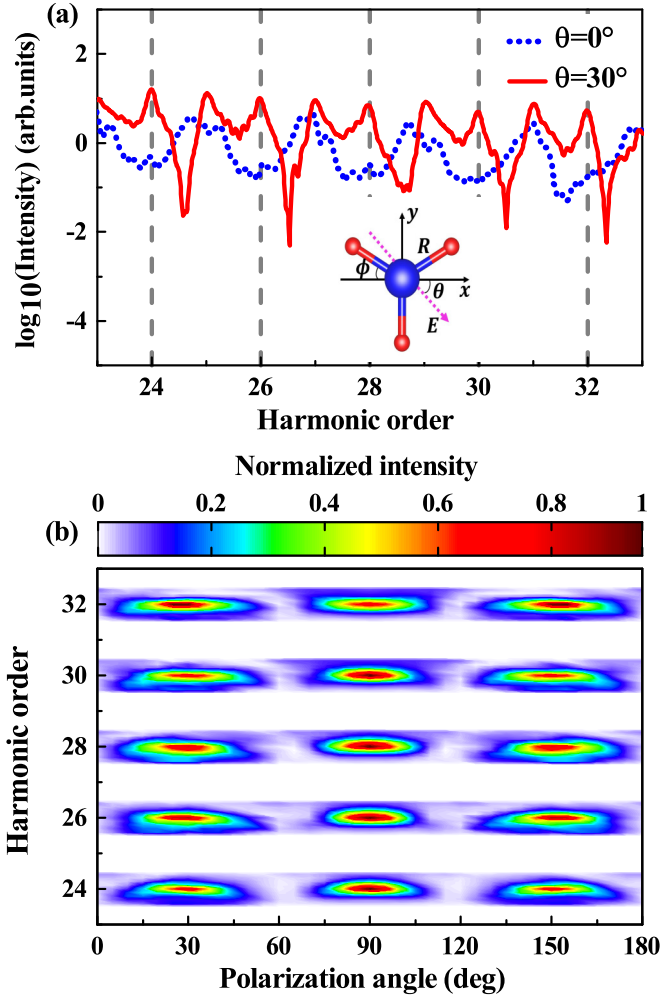 (a)
θ=0°
θ=30°
log10(Intensity) (arb.units)
2
0
-2
-4
y
R
ϕ
θ
x
E
24 26 28 30 32
Harmonic order
Normalized intensity
0 0.2 0.4 0.6 0.8 1
(b)
Harmonic order
32
30
28
26
24
0 30 60 90 120 150 180
Polarization angle (deg)